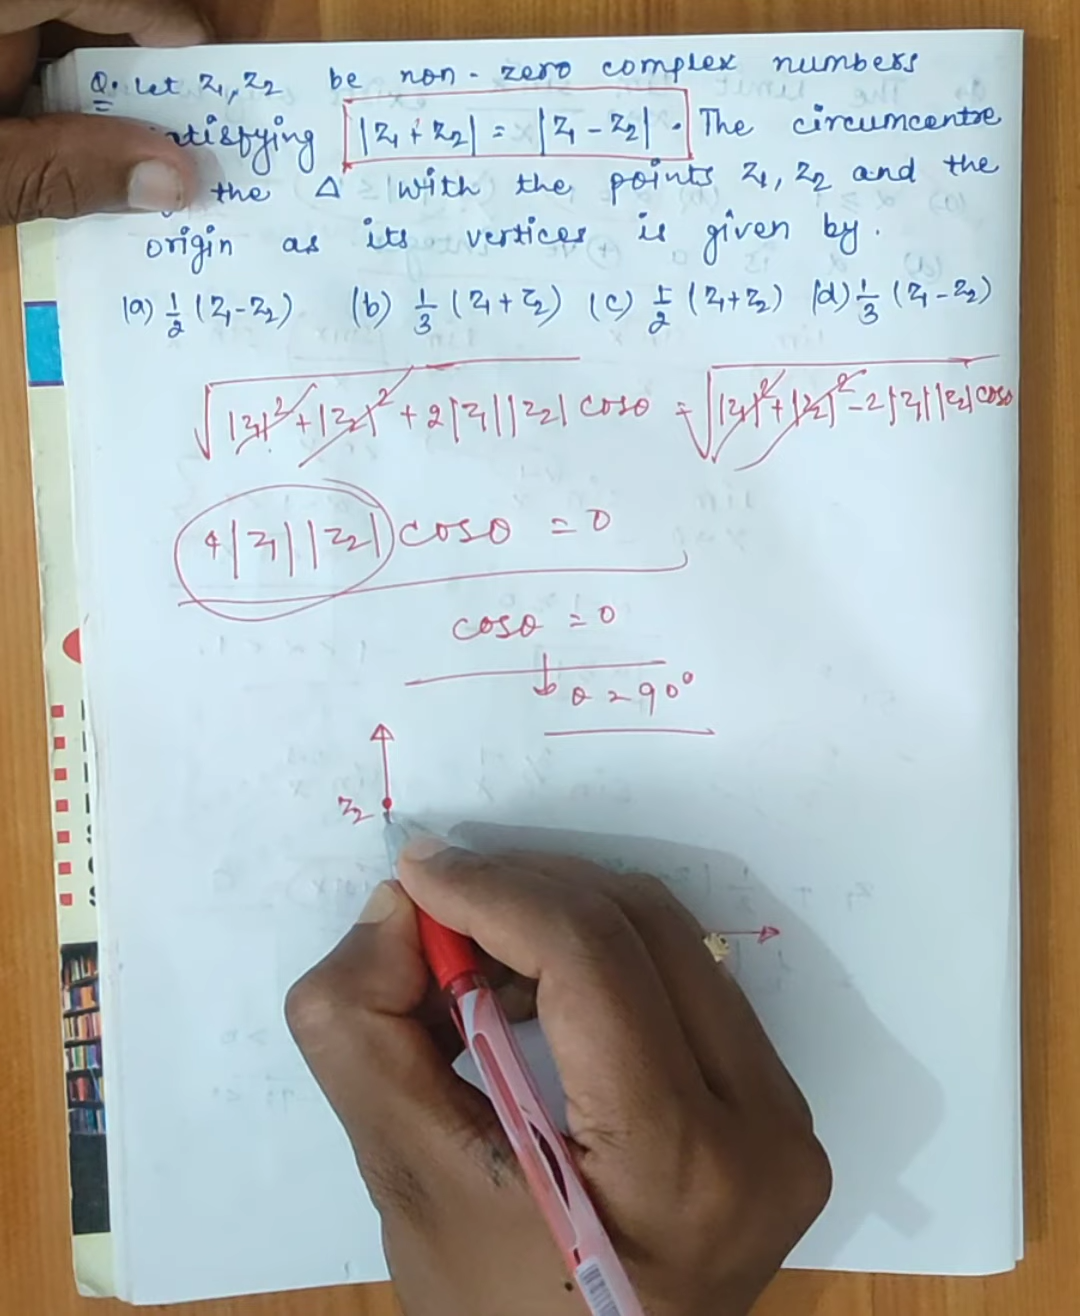 Q. Let z₁, z₂ be non-zero complex numbers
tisfying |z₁ + z₂| = |z₁ - z₂|. The circumcentre
the Δ with the points z₁, z₂ and the
origin as its vertices is given by.
(a) 1/2 (z₁-z₂) (b) 1/3 (z₁+z₂) (c) 1/2 (z₁+z₂) (d) 1/3 (z₁-z₂)
√(|z₁|² + |z₂|² + 2|z₁||z₂| cosθ) = √(|z₁|² + |z₂|² - 2|z₁||z₂| cosθ)
4|z₁||z₂| cosθ = 0
cosθ = 0
θ = 90°
z₂